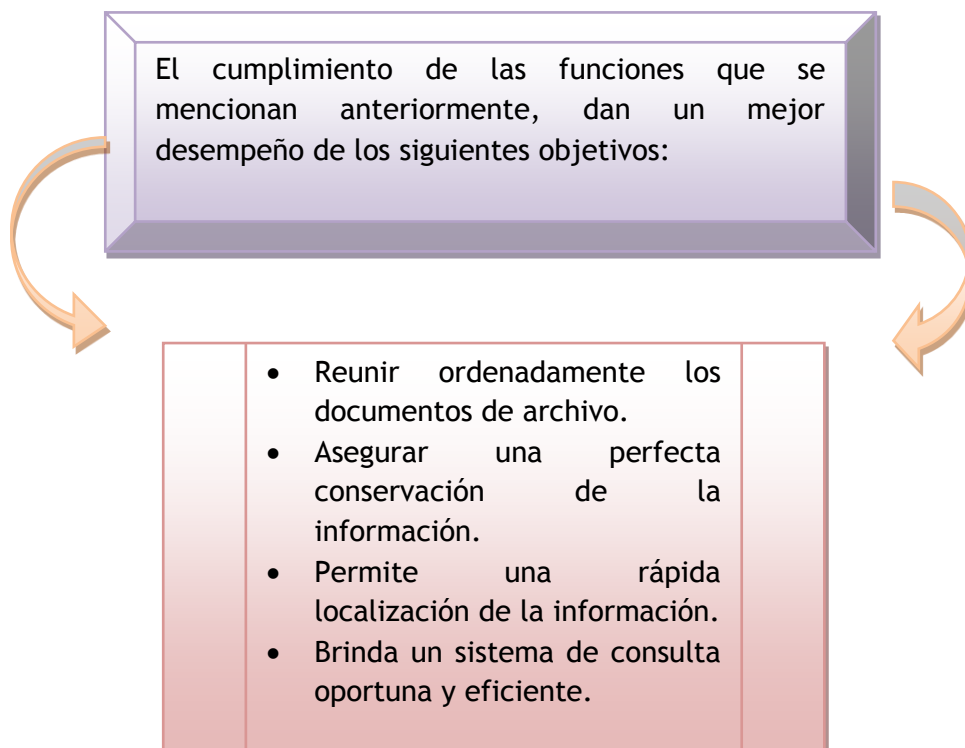 El cumplimiento de las funciones que se
mencionan anteriormente, dan un mejor
desempeño de los siguientes objetivos:
• Reunir ordenadamente los
documentos de archivo.
• Asegurar una perfecta
conservación de la
información.
• Permite una rápida
localización de la información.
• Brinda un sistema de consulta
oportuna y eficiente.